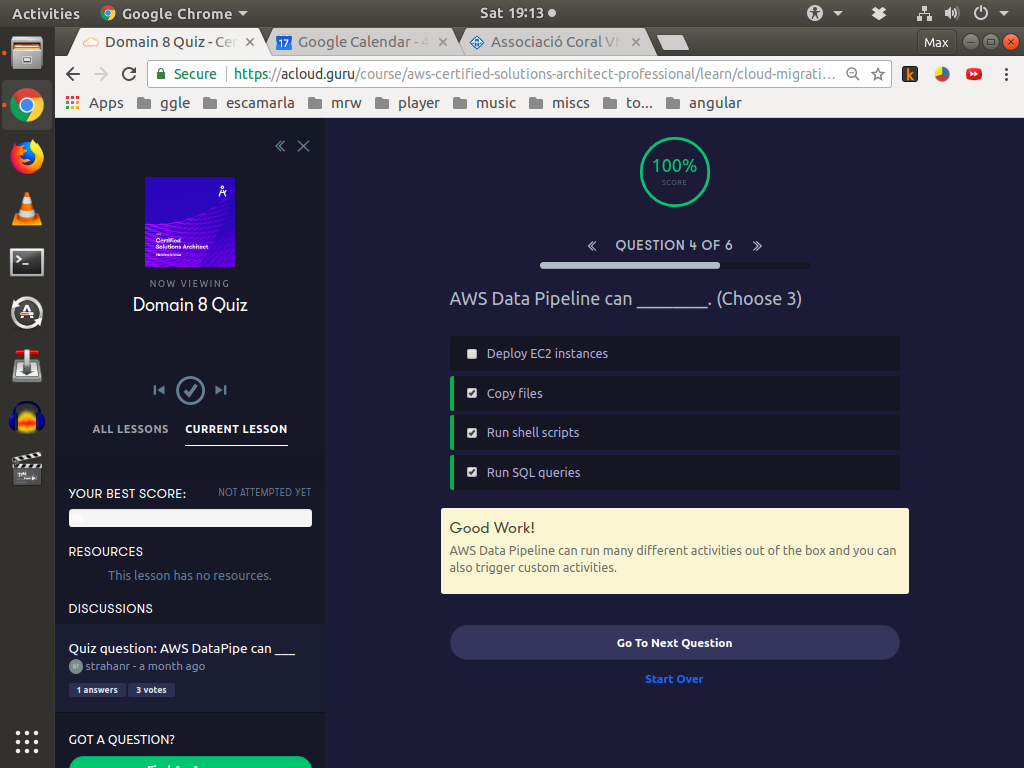 Activities
Google Chrome
Sat 19:13
Domain 8 Quiz - Cer
17
Google Calendar - 4
Associació Coral VN
Max
Secure
https://acloud.guru/course/aws-certified-solutions-architect-professional/learn/cloud-migrati...
k
Apps
ggle
escamarla
mrw
player
music
miscs
to...
angular
Certified
Solutions Architect
NOW VIEWING
Domain 8 Quiz
ALL LESSONS
CURRENT LESSON
YOUR BEST SCORE:
NOT ATTEMPTED YET
RESOURCES
This lesson has no resources.
DISCUSSIONS
Quiz question: AWS DataPipe can ___
strahanr - a month ago
1 answers
3 votes
GOT A QUESTION?
100%
SCORE
QUESTION 4 OF 6
AWS Data Pipeline can ________. (Choose 3)
Deploy EC2 instances
Copy files
Run shell scripts
Run SQL queries
Good Work!
AWS Data Pipeline can run many different activities out of the box and you can
also trigger custom activities.
Go To Next Question
Start Over